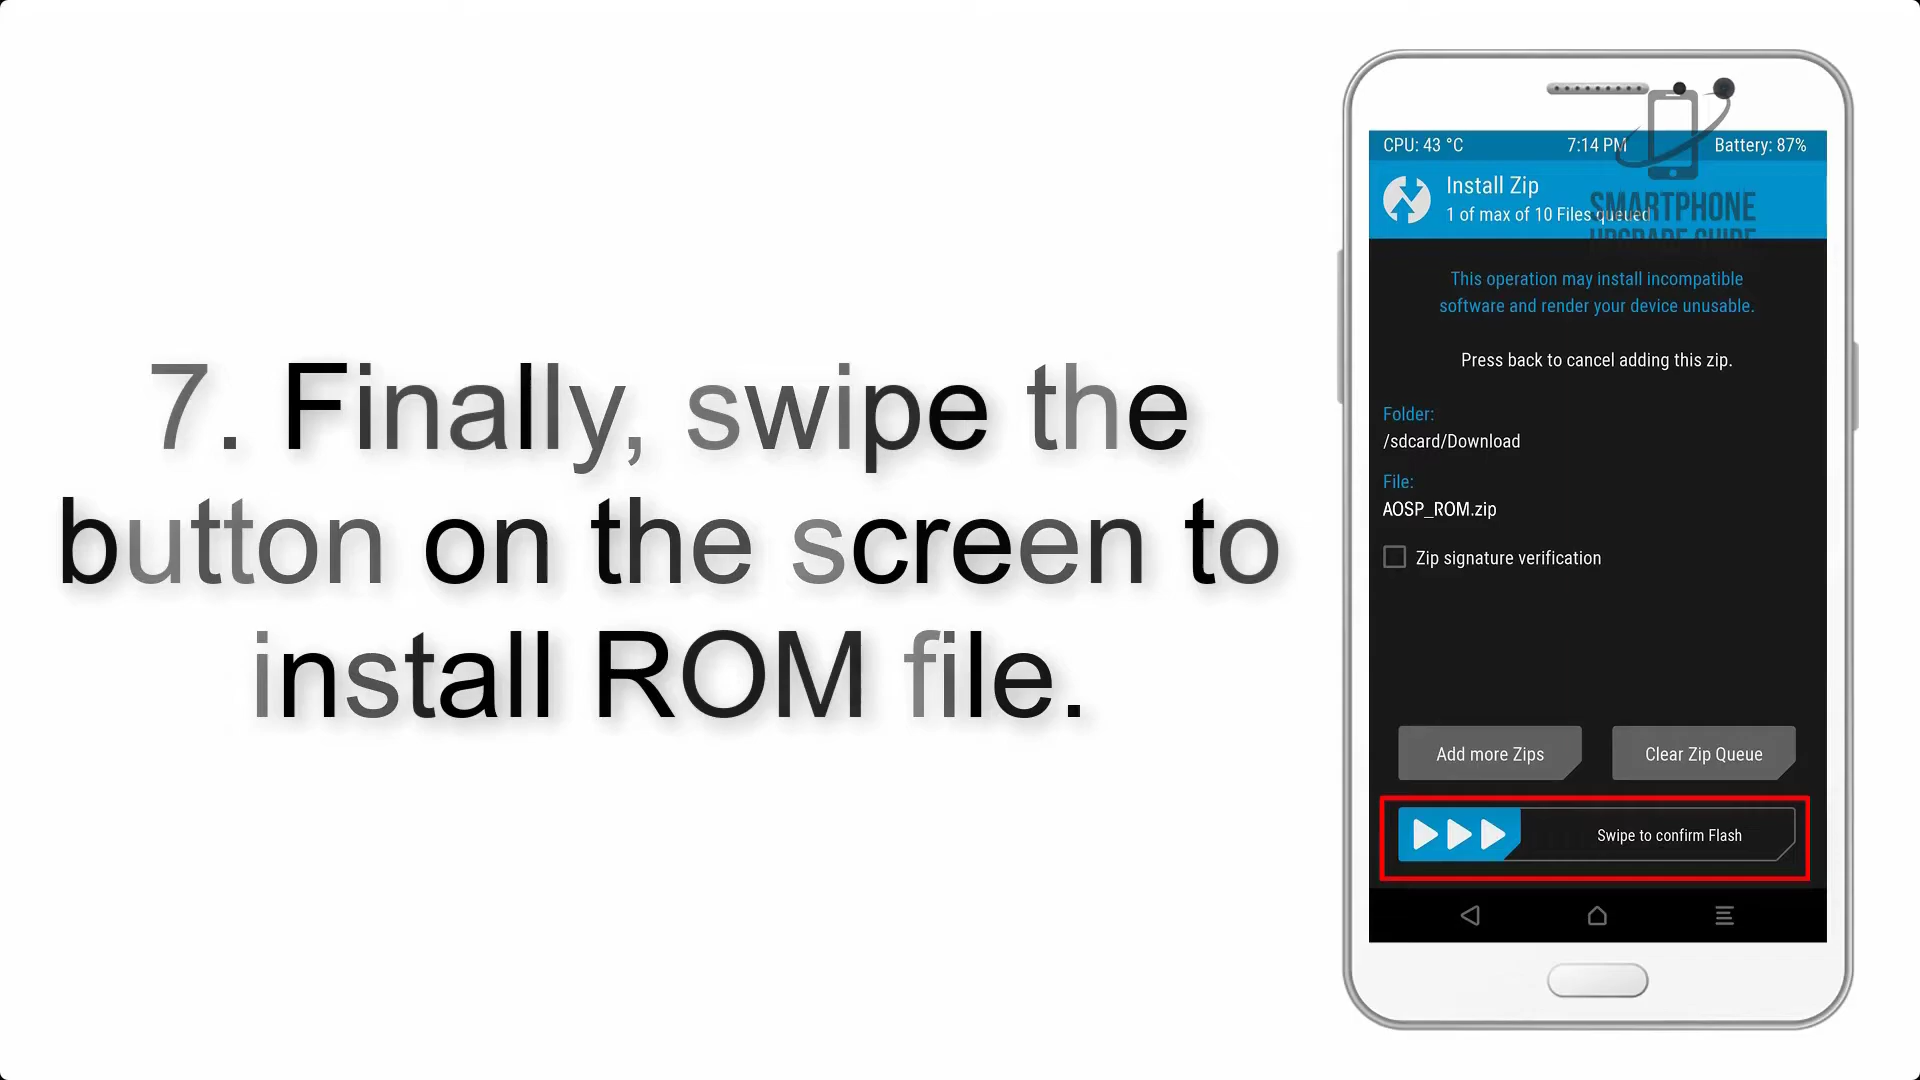 7. Finally, swipe the
button on the screen to
install ROM file.
CPU: 43 °C 7:14 PM Battery: 87%
Install Zip
1 of max of 10 Files queued
SMARTPHONE
UPGRADE GUIDE
This operation may install incompatible
software and render your device unusable.
Press back to cancel adding this zip.
Folder:
/sdcard/Download
File:
AOSP_ROM.zip
Zip signature verification
Add more Zips Clear Zip Queue
Swipe to confirm Flash